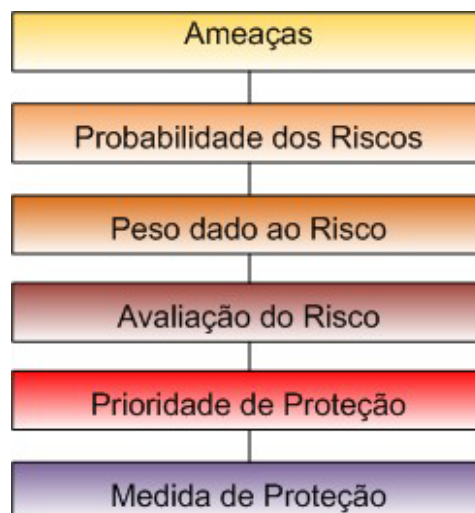 Ameaças
Probabilidade dos Riscos
Peso dado ao Risco
Avaliação do Risco
Prioridade de Proteção
Medida de Proteção